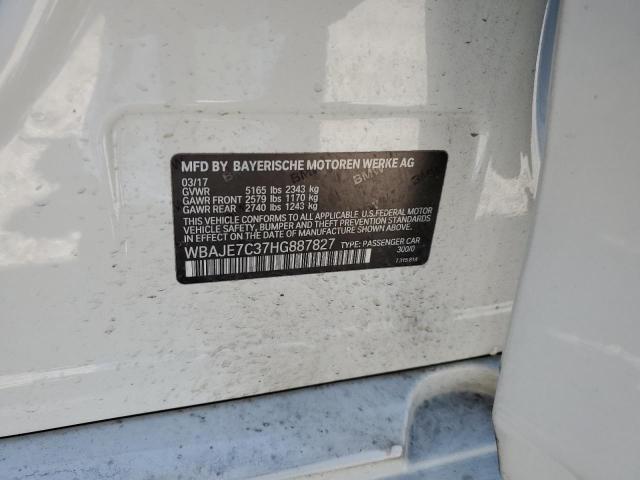 MFD BY BAYERISCHE MOTOREN WERKE AG
03/17
GVWR 5165 lbs 2343 kg
GAWR FRONT 2579 lbs 1170 kg
GAWR REAR 2740 lbs 1243 kg
THIS VEHICLE CONFORMS TO ALL APPLICABLE U.S.FEDERAL MOTOR
VEHICLE SAFETY, BUMPER AND THEFT PREVENTION STANDARDS
IN EFFECT ON THE DATE OF MANUFACTURE SHOWN ABOVE.
WBAJE7C37HG887827 TYPE: PASSENGER CAR
300/0